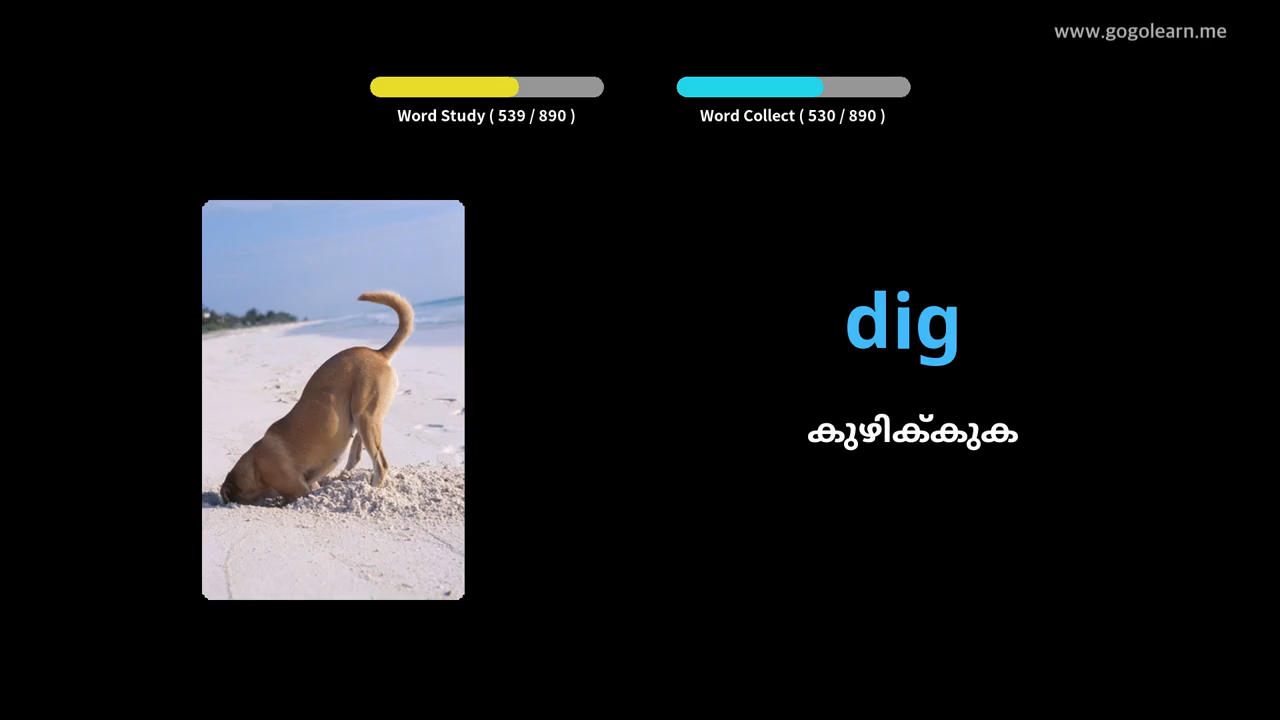 www.gogolearn.me
Word Study ( 539 / 890 )
Word Collect ( 530 / 890 )
dig
കുഴിക്കുക